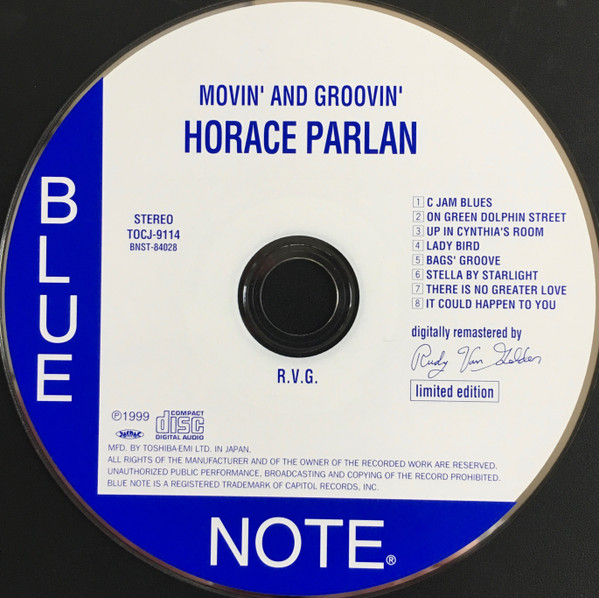 MOVIN' AND GROOVIN'
HORACE PARLAN
BLUE
STEREO
TOCJ-9114
BNST-84028
1 C JAM BLUES
2 ON GREEN DOLPHIN STREET
3 UP IN CYNTHIA'S ROOM
4 LADY BIRD
5 BAGS' GROOVE
6 STELLA BY STARLIGHT
7 THERE IS NO GREATER LOVE
8 IT COULD HAPPEN TO YOU
digitally remastered by
Rudy Van Gelder
limited edition
R.V.G.
℗1999
COMPACT
disc
DIGITAL AUDIO
MFD. BY TOSHIBA-EMI LTD. IN JAPAN.
ALL RIGHTS OF THE MANUFACTURER AND OF THE OWNER OF THE RECORDED WORK ARE RESERVED.
UNAUTHORIZED PUBLIC PERFORMANCE, BROADCASTING AND COPYING OF THE RECORD PROHIBITED.
BLUE NOTE IS A REGISTERED TRADEMARK OF CAPITOL RECORDS, INC.
NOTE®